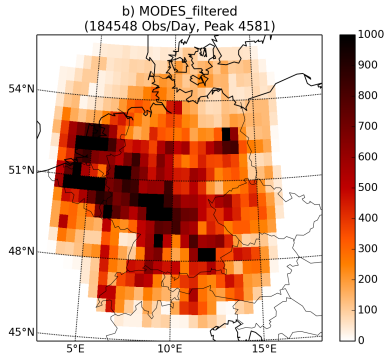 b) MODES_filtered
(184548 Obs/Day, Peak 4581)
54°N
51°N
48°N
45°N
5°E
10°E
15°E
1000
900
800
700
600
500
400
300
200
100
0